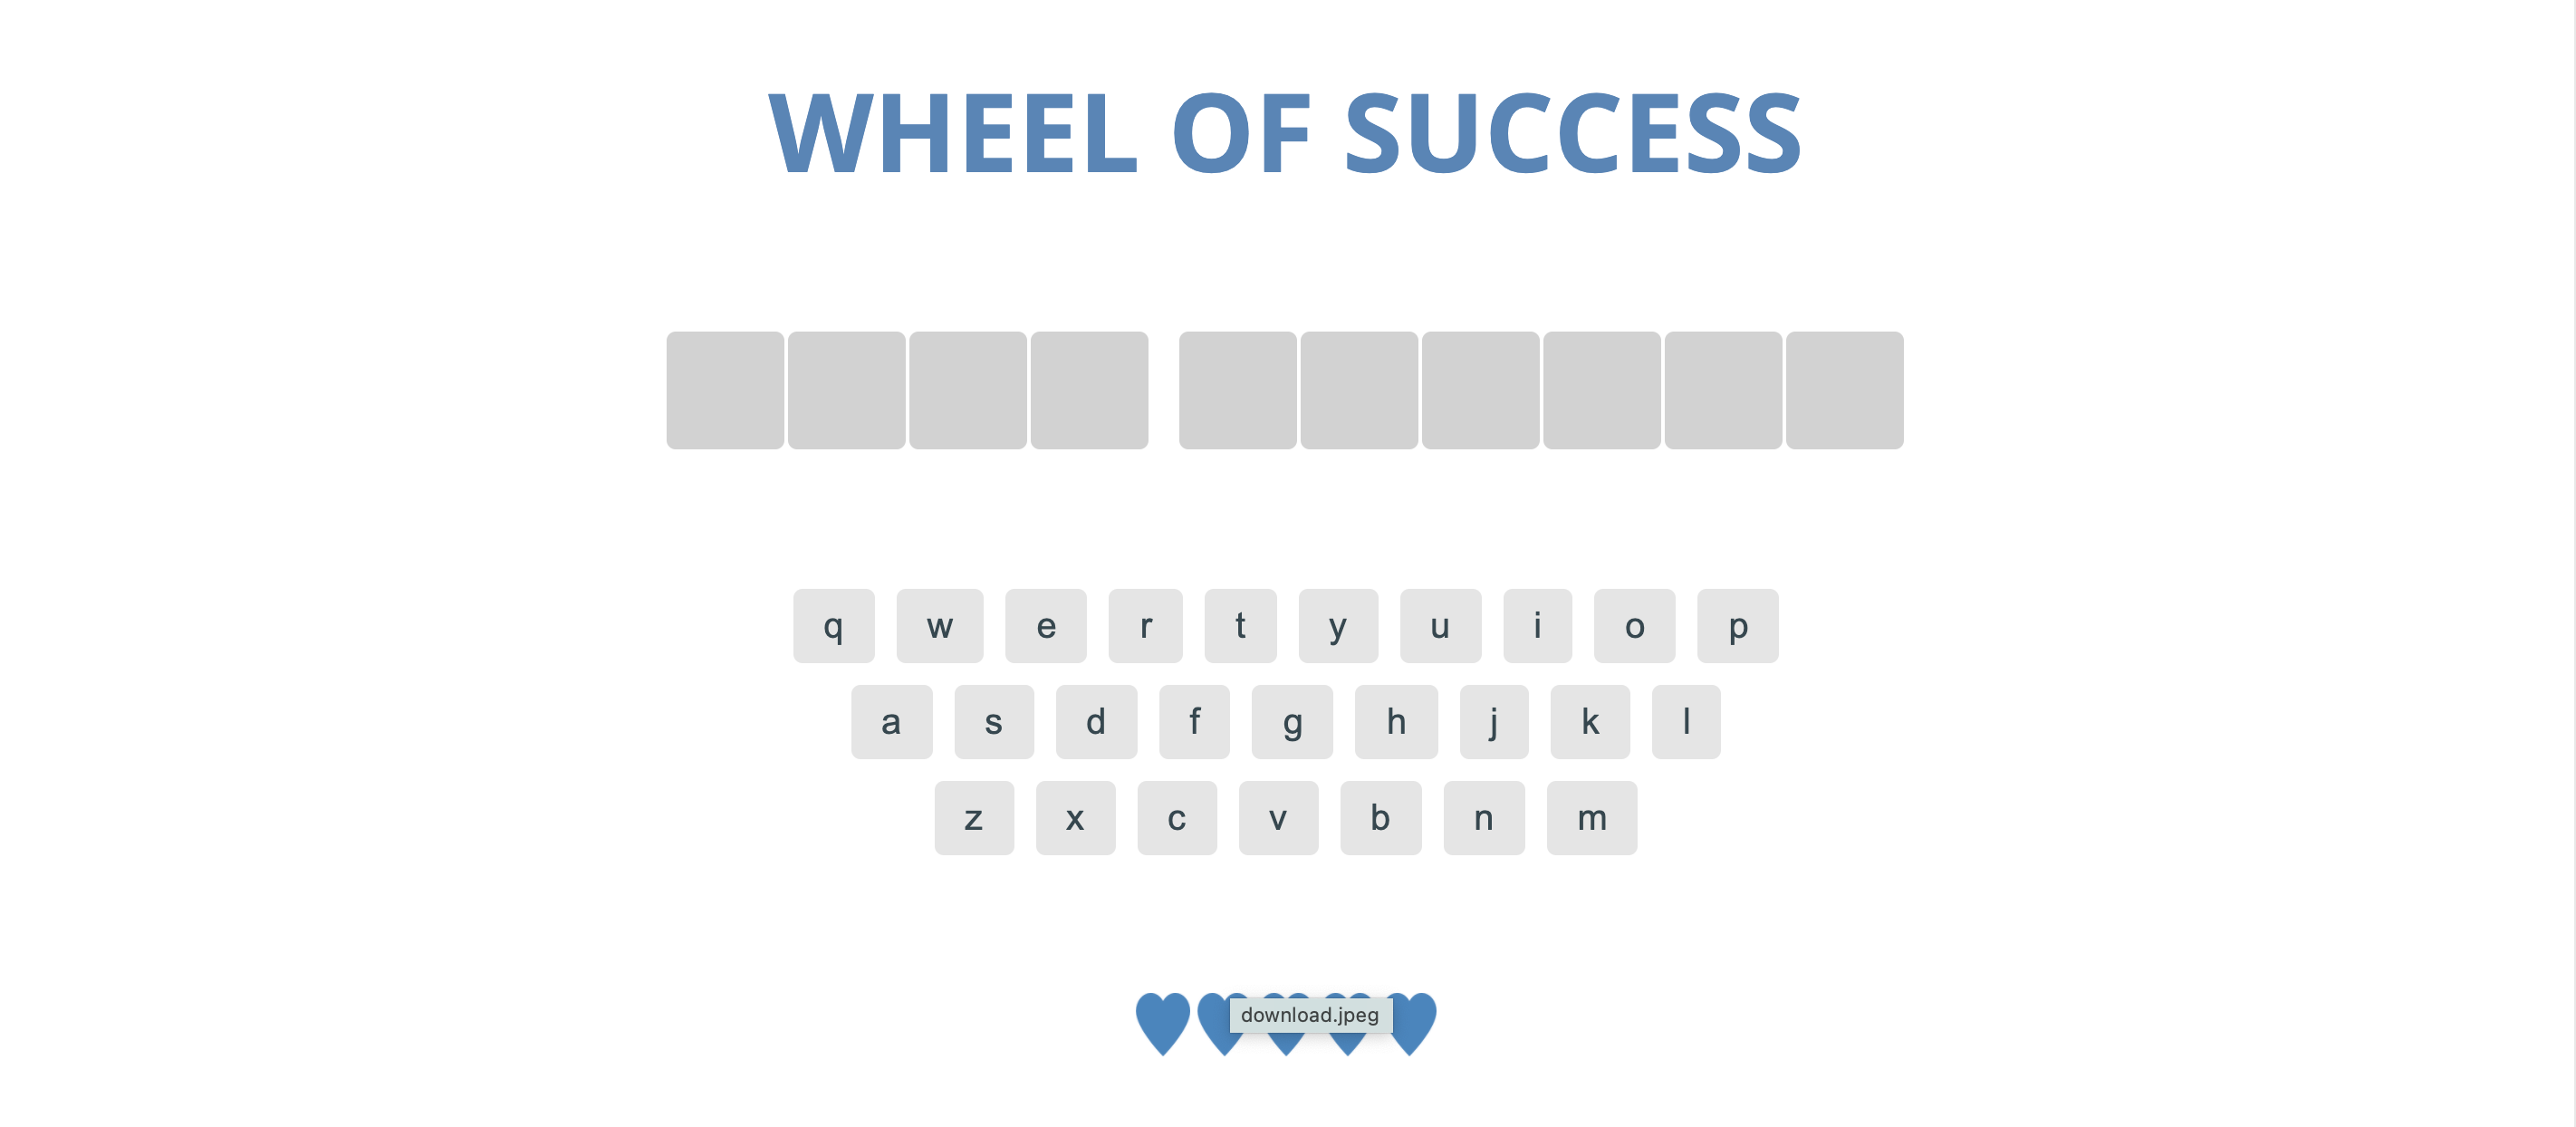 WHEEL OF SUCCESS
q w e r t y u i o p
a s d f g h j k l
z x c v b n m
download.jpeg